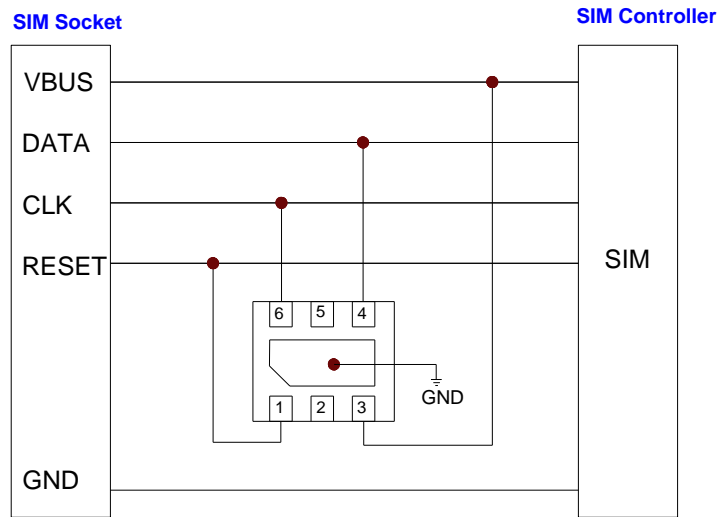 SIM Socket
SIM Controller
VBUS
DATA
CLK
RESET
SIM
6
5
4
GND
1
2
3
GND